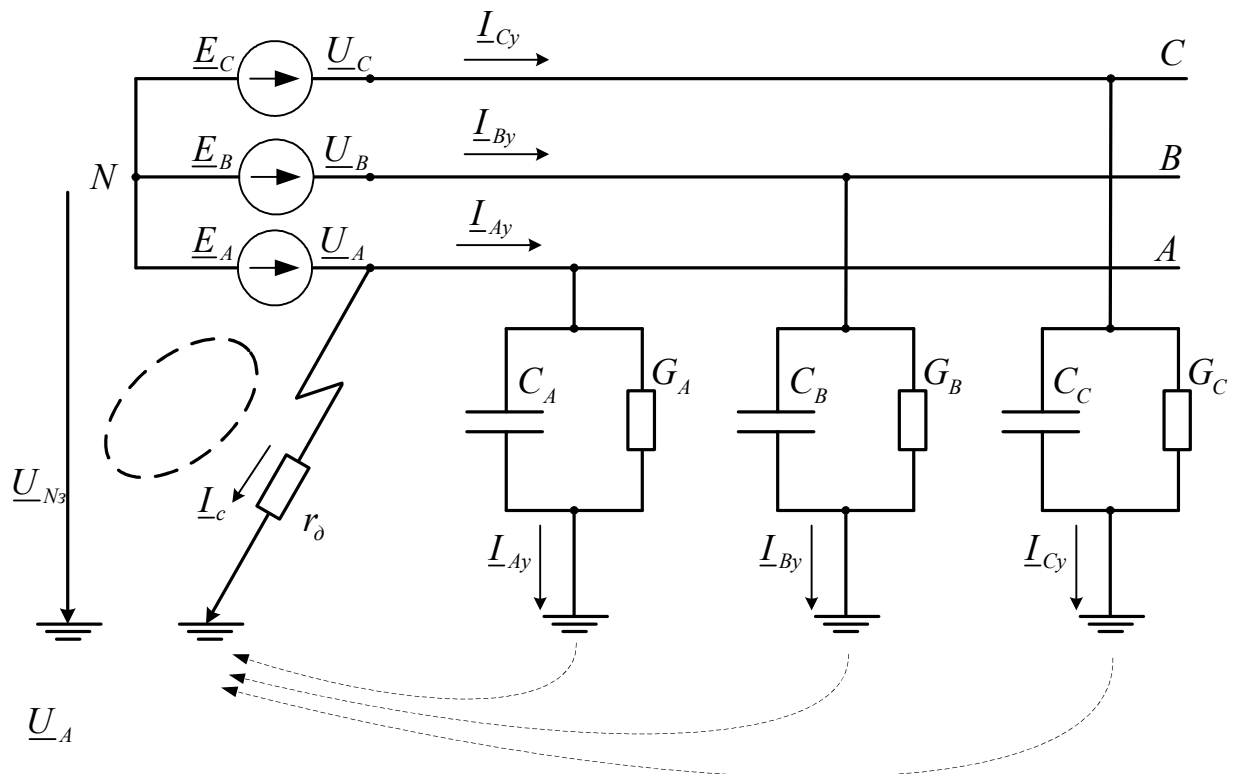 I_Cy
E_C U_C C
I_By
N E_B U_B B
I_Ay
E_A U_A A
C_A G_A C_B G_B C_C G_C
U_Nз
I_c r_д
I_Ay I_By I_Cy
U_A